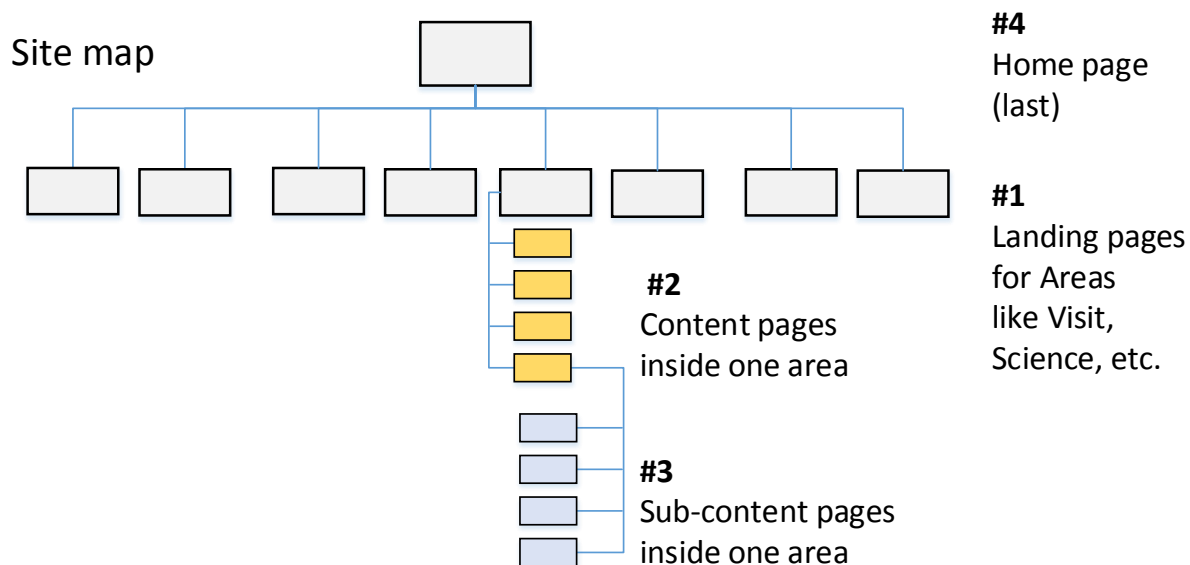 Site map
#4
Home page
(last)
#1
Landing pages
for Areas
like Visit,
Science, etc.
#2
Content pages
inside one area
#3
Sub-content pages
inside one area